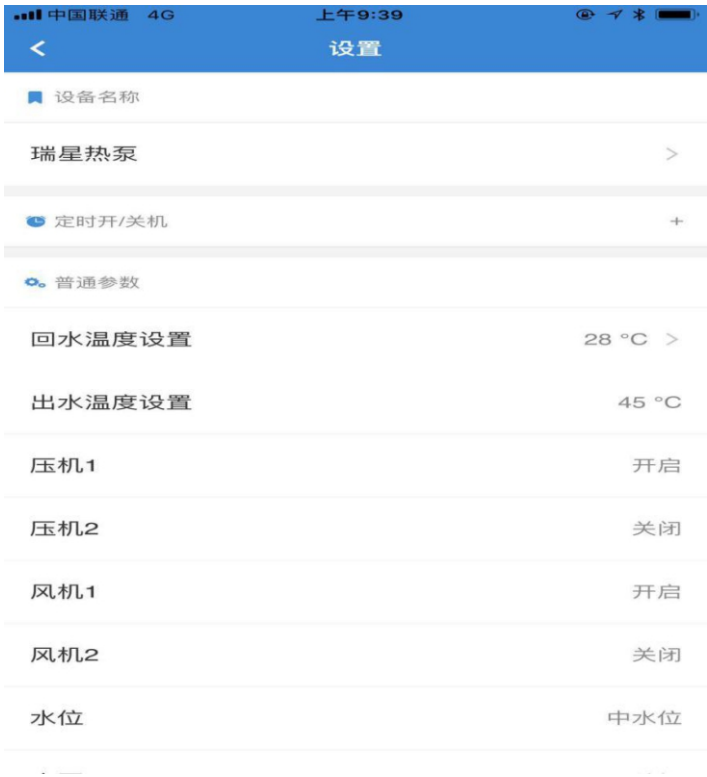 中国联通 4G 上午9:39
设置
设备名称
瑞星热泵 >
定时开/关机 +
普通参数
回水温度设置 28 °C >
出水温度设置 45 °C
压机1 开启
压机2 关闭
风机1 开启
风机2 关闭
水位 中水位